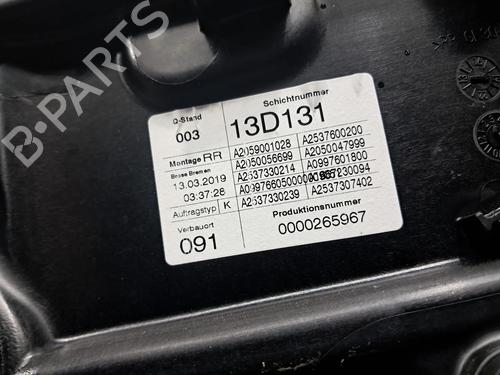 B-PARTS
Q-Stand
003
Schichtnummer
13D131
Montage RR
Brose Bremen
13.03.2019
03:37:28
A2059001028 A2537600200
A2050056699 A2050047999
A2537330214 A0997601800
A2537330239 A2537307402
Auftragstyp K
Verbauort
091
Produktionsnummer
0000265967